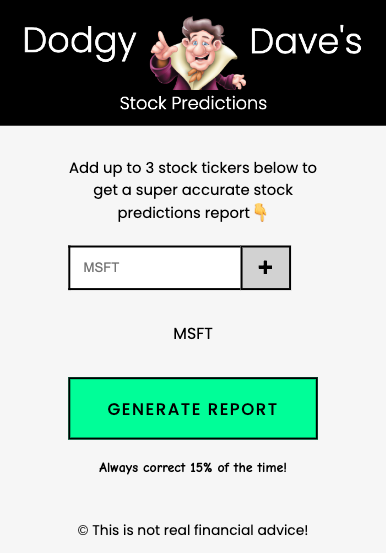 Dodgy Dave's
Stock Predictions
Add up to 3 stock tickers below to
get a super accurate stock
predictions report 👇
MSFT +
MSFT
GENERATE REPORT
Always correct 15% of the time!
© This is not real financial advice!